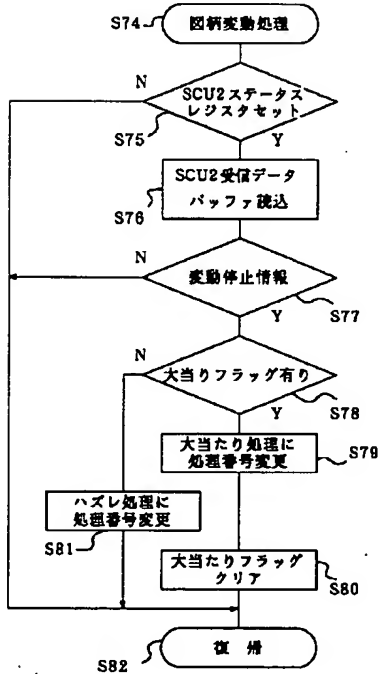 S74
図柄変動処理
N
SCU2ステータス
レジスタセット
S75
Y
SCU2受信データ
バッファ読込
S76
N
変動停止情報
S77
Y
N
大当りフラッグ有り
S78
Y
大当たり処理に
処理番号変更
S79
ハズレ処理に
処理番号変更
S81
大当たりフラッグ
クリア
S80
復帰
S82